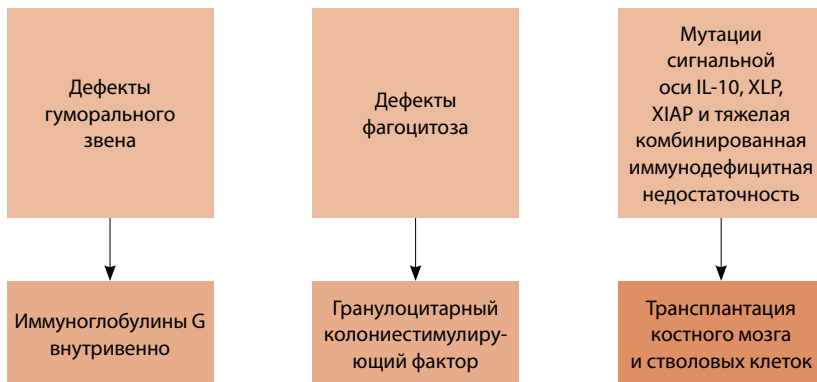 Дефекты
гуморального
звена
Дефекты
фагоцитоза
Мутации
сигнальной
оси IL-10, XLP,
XIAP и тяжелая
комбинированная
иммунодефицитная
недостаточность
Иммуноглобулины G
внутривенно
Гранулоцитарный
колониестимулиру-
ющий фактор
Трансплантация
костного мозга
и стволовых клеток